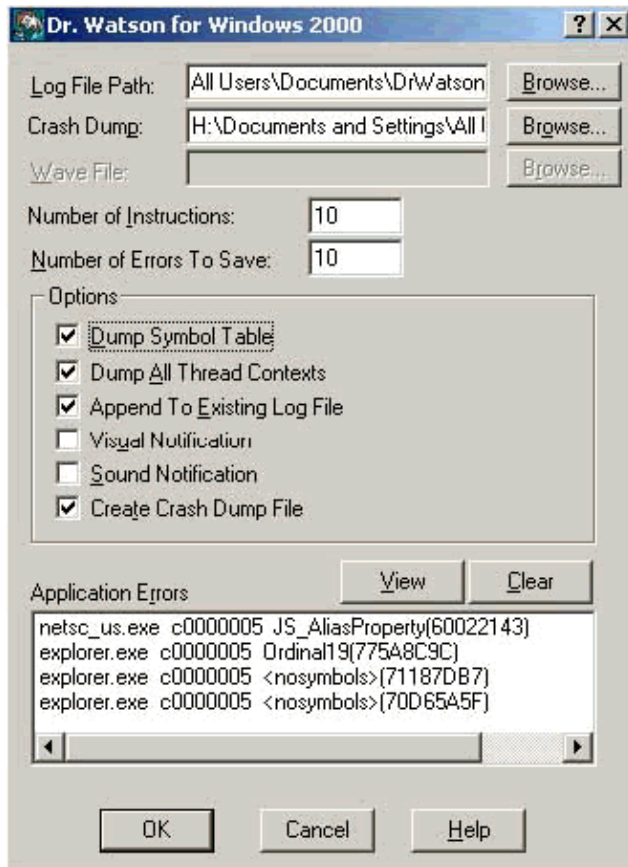 Dr. Watson for Windows 2000
Log File Path: All Users\Documents\DrWatson Browse...
Crash Dump: H:\Documents and Settings\All Browse...
Wave File: Browse...
Number of Instructions: 10
Number of Errors To Save: 10
Options
Dump Symbol Table
Dump All Thread Contexts
Append To Existing Log File
Visual Notification
Sound Notification
Create Crash Dump File
View Clear
Application Errors
netsc_us.exe c0000005 JS_AliasProperty(60022143)
explorer.exe c0000005 Ordinal19(775A8C9C)
explorer.exe c0000005 <nosymbols>(71187DB7)
explorer.exe c0000005 <nosymbols>(70D65A5F)
OK Cancel Help